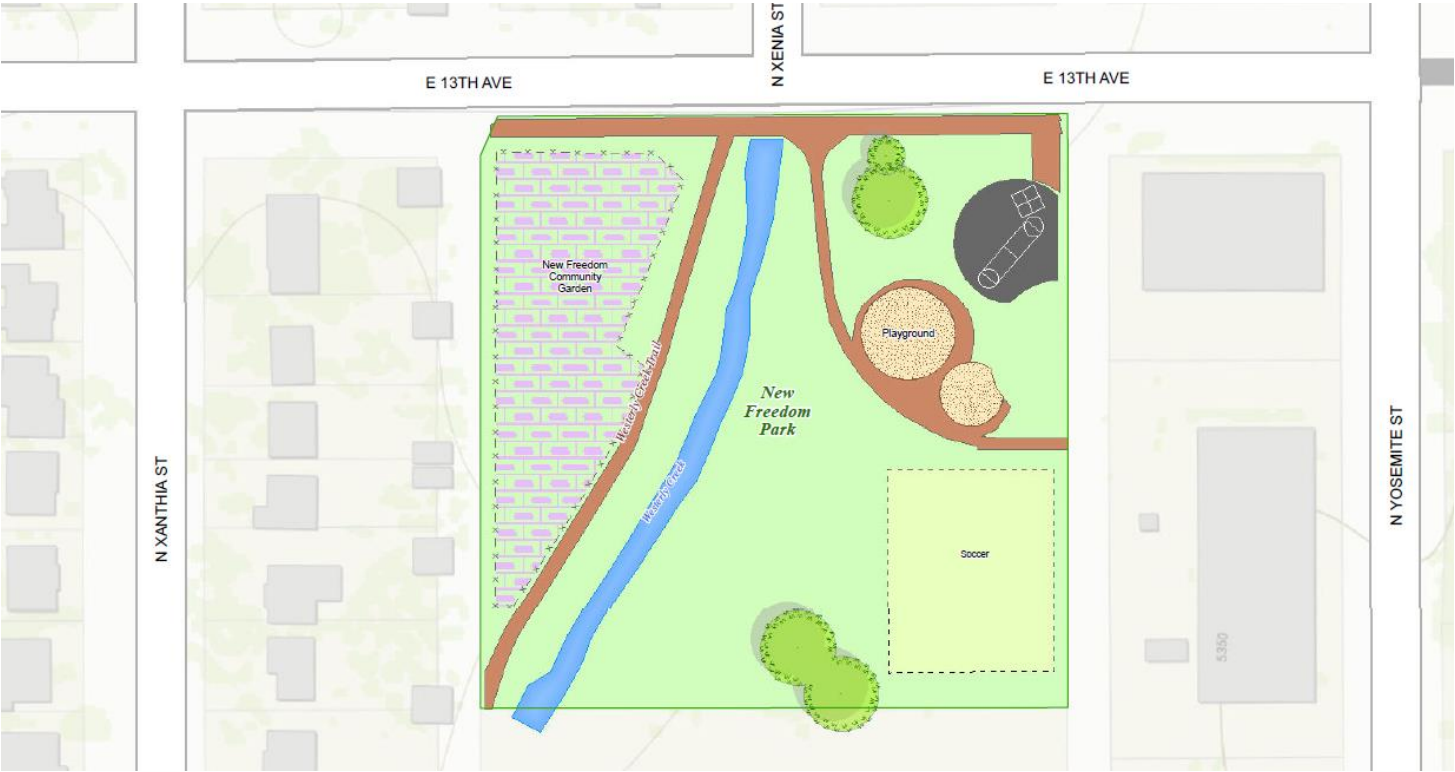 N XENIA ST
E 13TH AVE
E 13TH AVE
New Freedom
Community
Garden
Playground
Westerly Creek Trail
New
Freedom
Park
N XANTHIA ST
N YOSEMITE ST
Westerly Creek
Soccer
5350